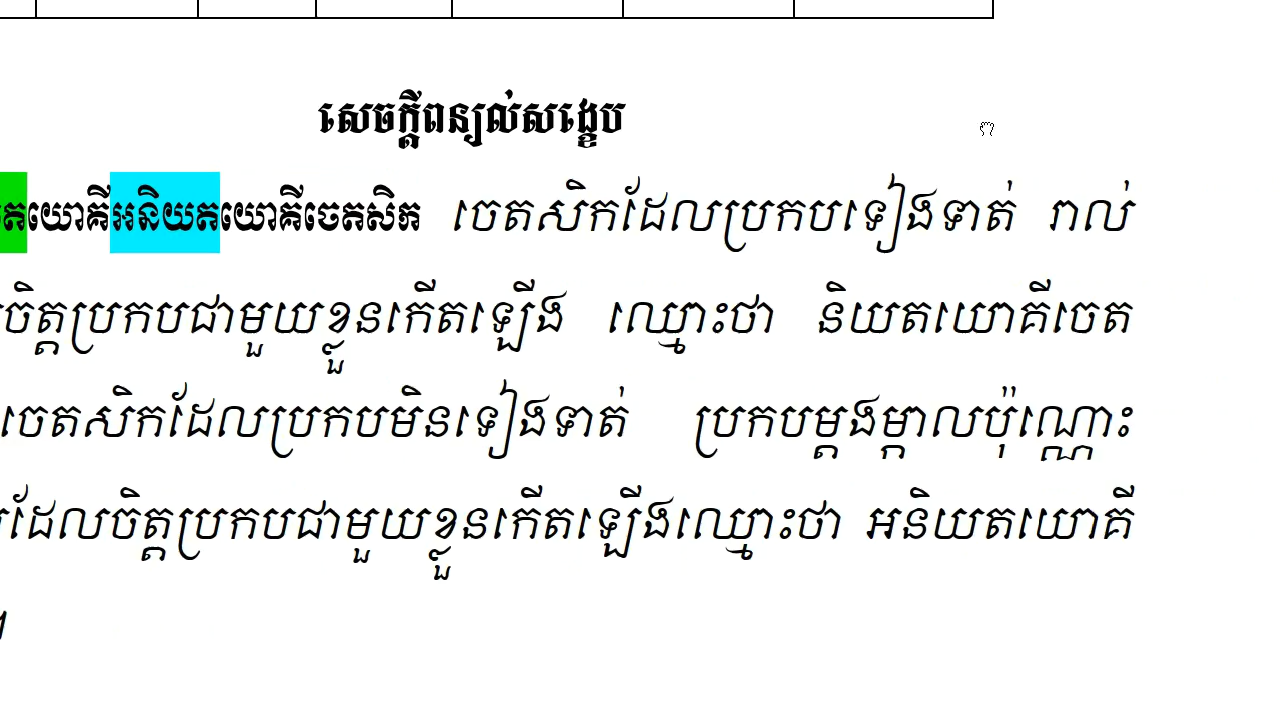 សេចក្តីពន្យល់សង្ខេប
តយោគីអនិយតយោគីចេតសិក ចេតសិកដែលប្រកបទៀងទាត់ រាល់
ចិត្តប្រកបជាមួយខ្លួនកើតឡើង ឈ្មោះថា និយតយោគីចេត
ចេតសិកដែលប្រកបមិនទៀងទាត់ ប្រកបម្តងម្កាលប៉ុណ្ណោះ
ដែលចិត្តប្រកបជាមួយខ្លួនកើតឡើងឈ្មោះថា អនិយតយោគី